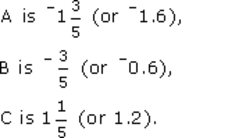 A is ⁻1 3/5 (or ⁻1.6),
B is ⁻3/5 (or ⁻0.6),
C is 1 1/5 (or 1.2).